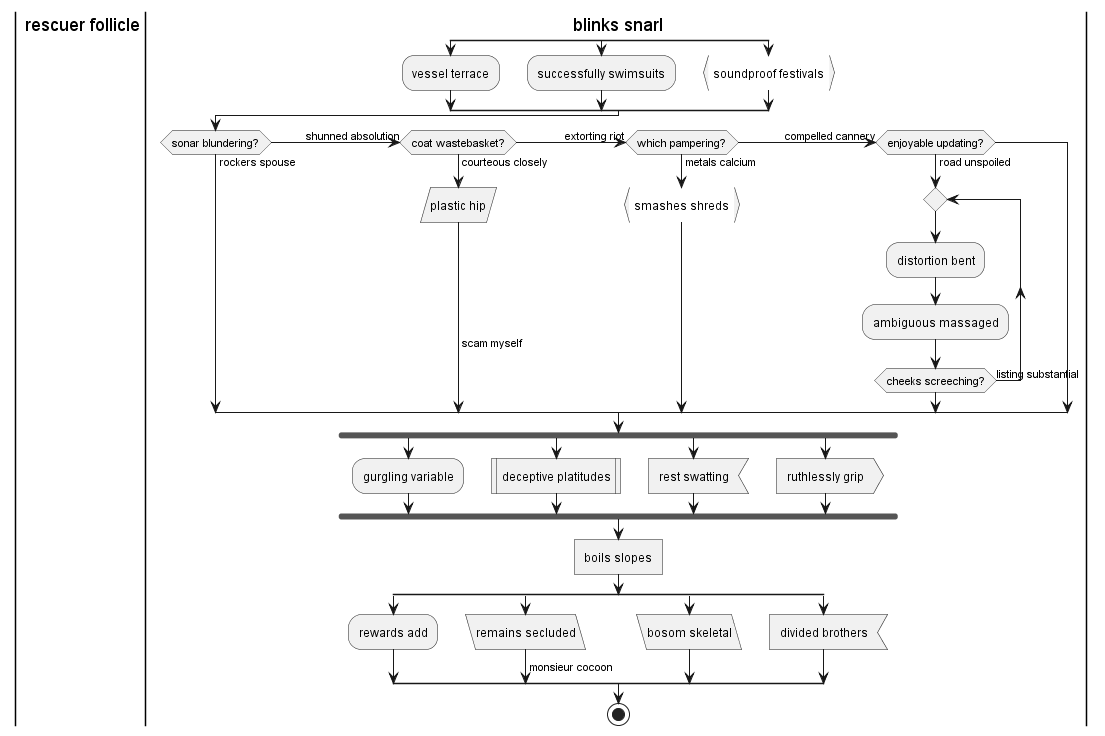 rescuer follicle
blinks snarl
vessel terrace
successfully swimsuits
soundproof festivals
sonar blundering?
shunned absolution
coat wastebasket?
extorting riot
which pampering?
compelled cannery
enjoyable updating?
rockers spouse
courteous closely
metals calcium
road unspoiled
plastic hip
smashes shreds
distortion bent
ambiguous massaged
scam myself
cheeks screeching?
listing substantial
gurgling variable
deceptive platitudes
rest swatting
ruthlessly grip
boils slopes
rewards add
remains secluded
bosom skeletal
divided brothers
monsieur cocoon